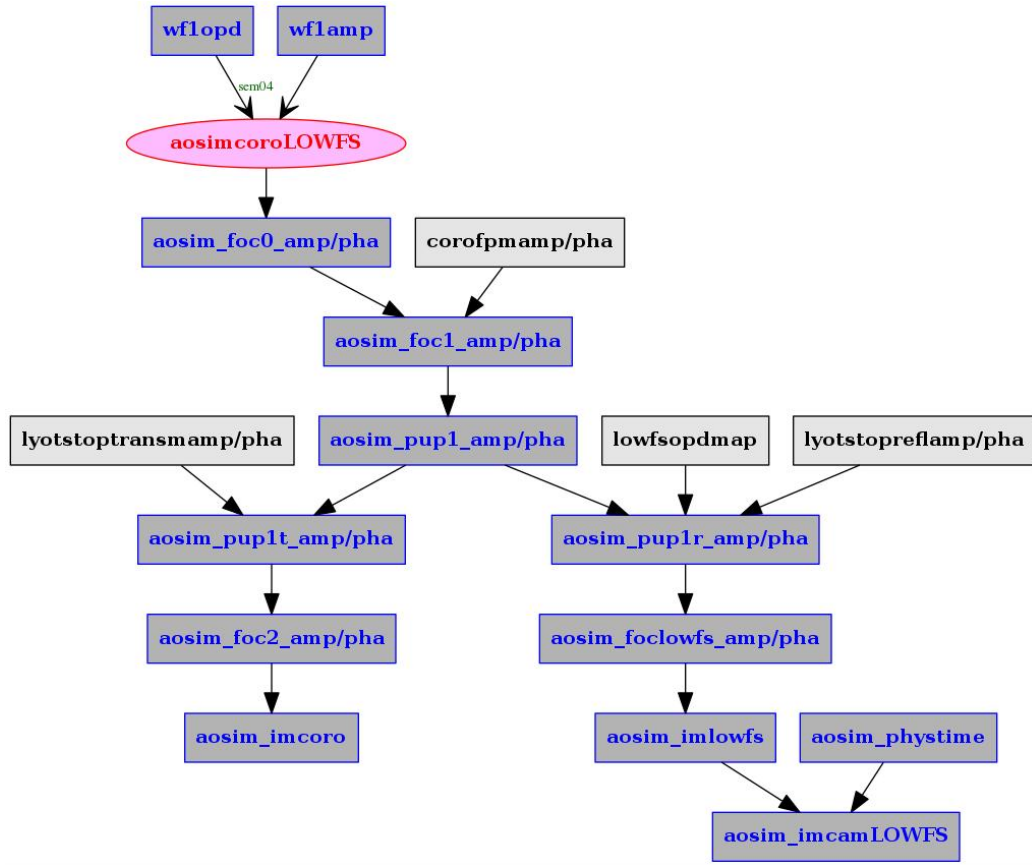 wf1opd
wf1amp
sem04
aosimcoroLOWFS
aosim_foc0_amp/pha
corofpmamp/pha
aosim_foc1_amp/pha
lyotstoptransmamp/pha
aosim_pup1_amp/pha
lowfsopdmap
lyotstopreflamp/pha
aosim_pup1t_amp/pha
aosim_pup1r_amp/pha
aosim_foc2_amp/pha
aosim_foclowfs_amp/pha
aosim_imcoro
aosim_imlowfs
aosim_phystime
aosim_imcamLOWFS